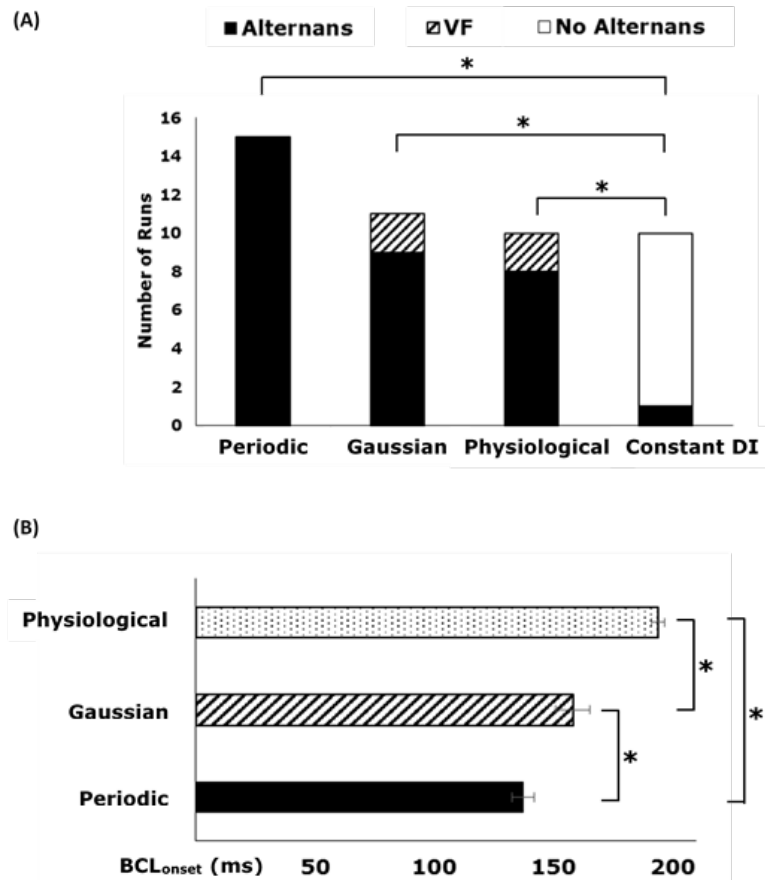 (A)
Alternans VF No Alternans
*
*
*
16
14
12
10
8
6
4
2
0
Number of Runs
Periodic Gaussian Physiological Constant DI
(B)
Physiological
Gaussian
Periodic
*
*
*
BCLonset (ms) 50 100 150 200